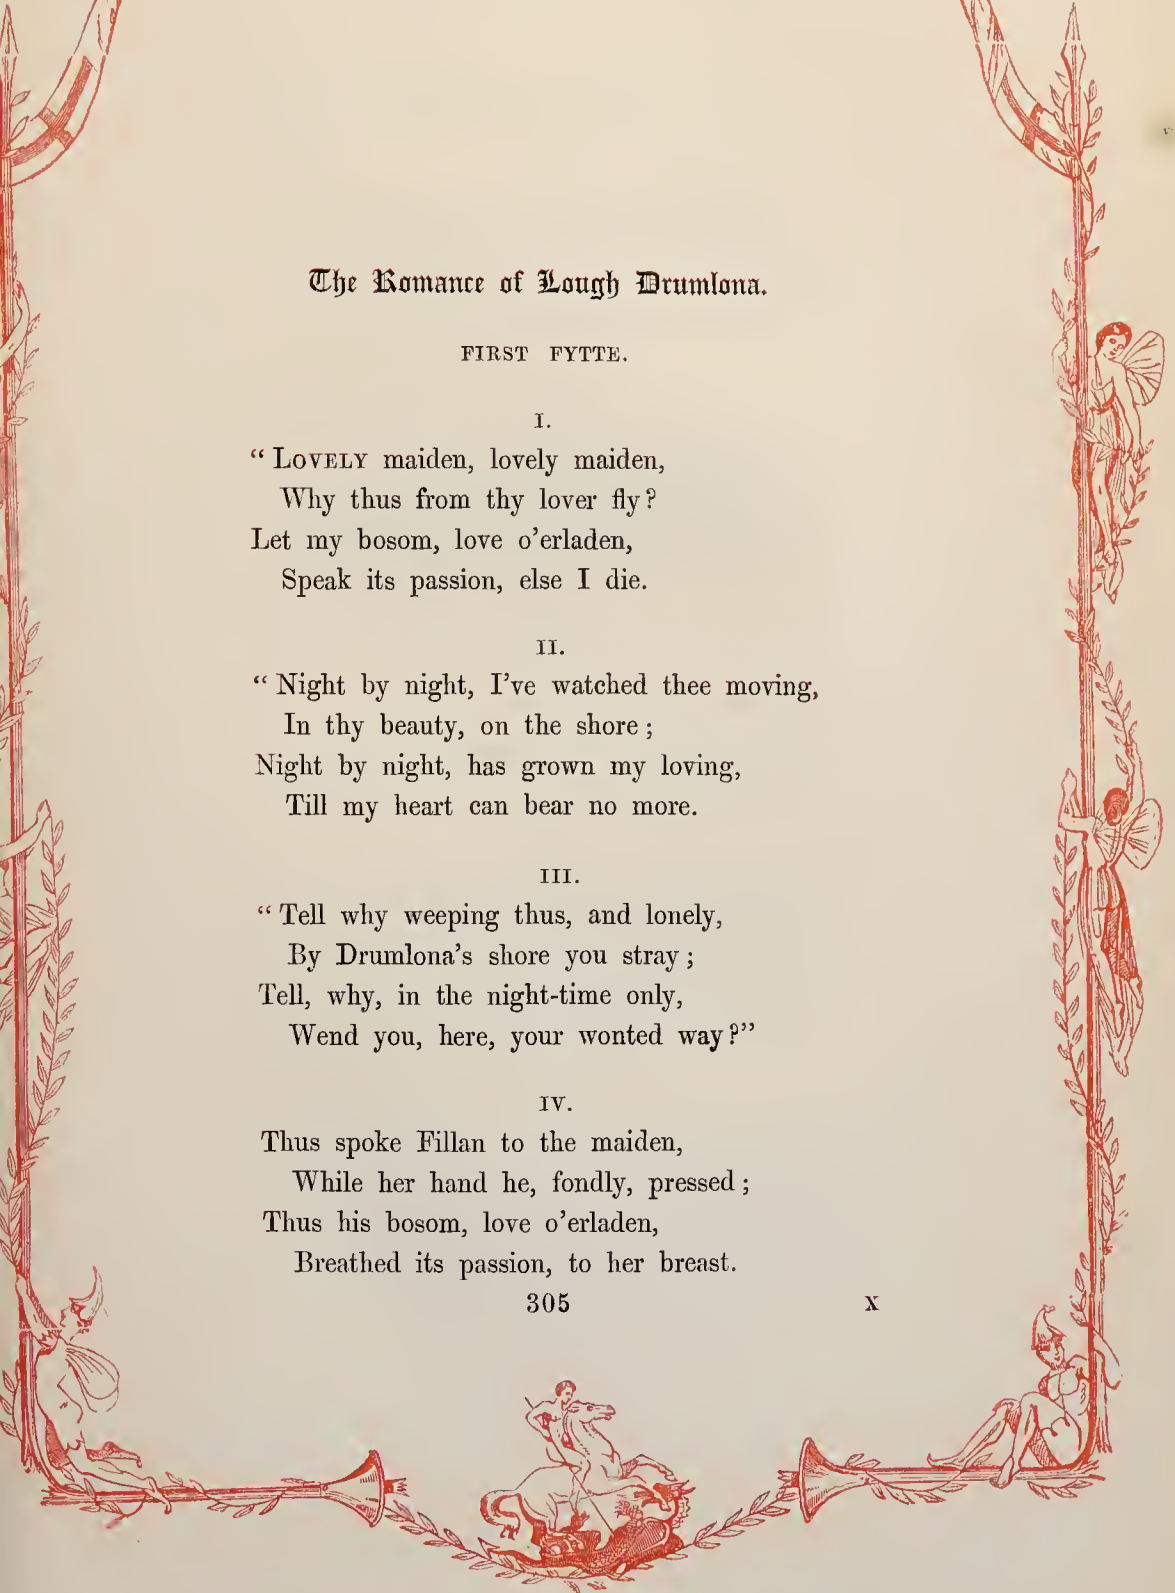 The Romance of Lough Drumlona.
FIRST FYTTE.
I.
“ LOVELY maiden, lovely maiden,
Why thus from thy lover fly?
Let my bosom, love o’erladen,
Speak its passion, else I die.
II.
“ Night by night, I’ve watched thee moving,
In thy beauty, on the shore;
Night by night, has grown my loving,
Till my heart can bear no more.
III.
“ Tell why weeping thus, and lonely,
By Drumlona’s shore you stray;
Tell, why, in the night-time only,
Wend you, here, your wonted way?”
IV.
Thus spoke Fillan to the maiden,
While her hand he, fondly, pressed;
Thus his bosom, love o’erladen,
Breathed its passion, to her breast.
305 X